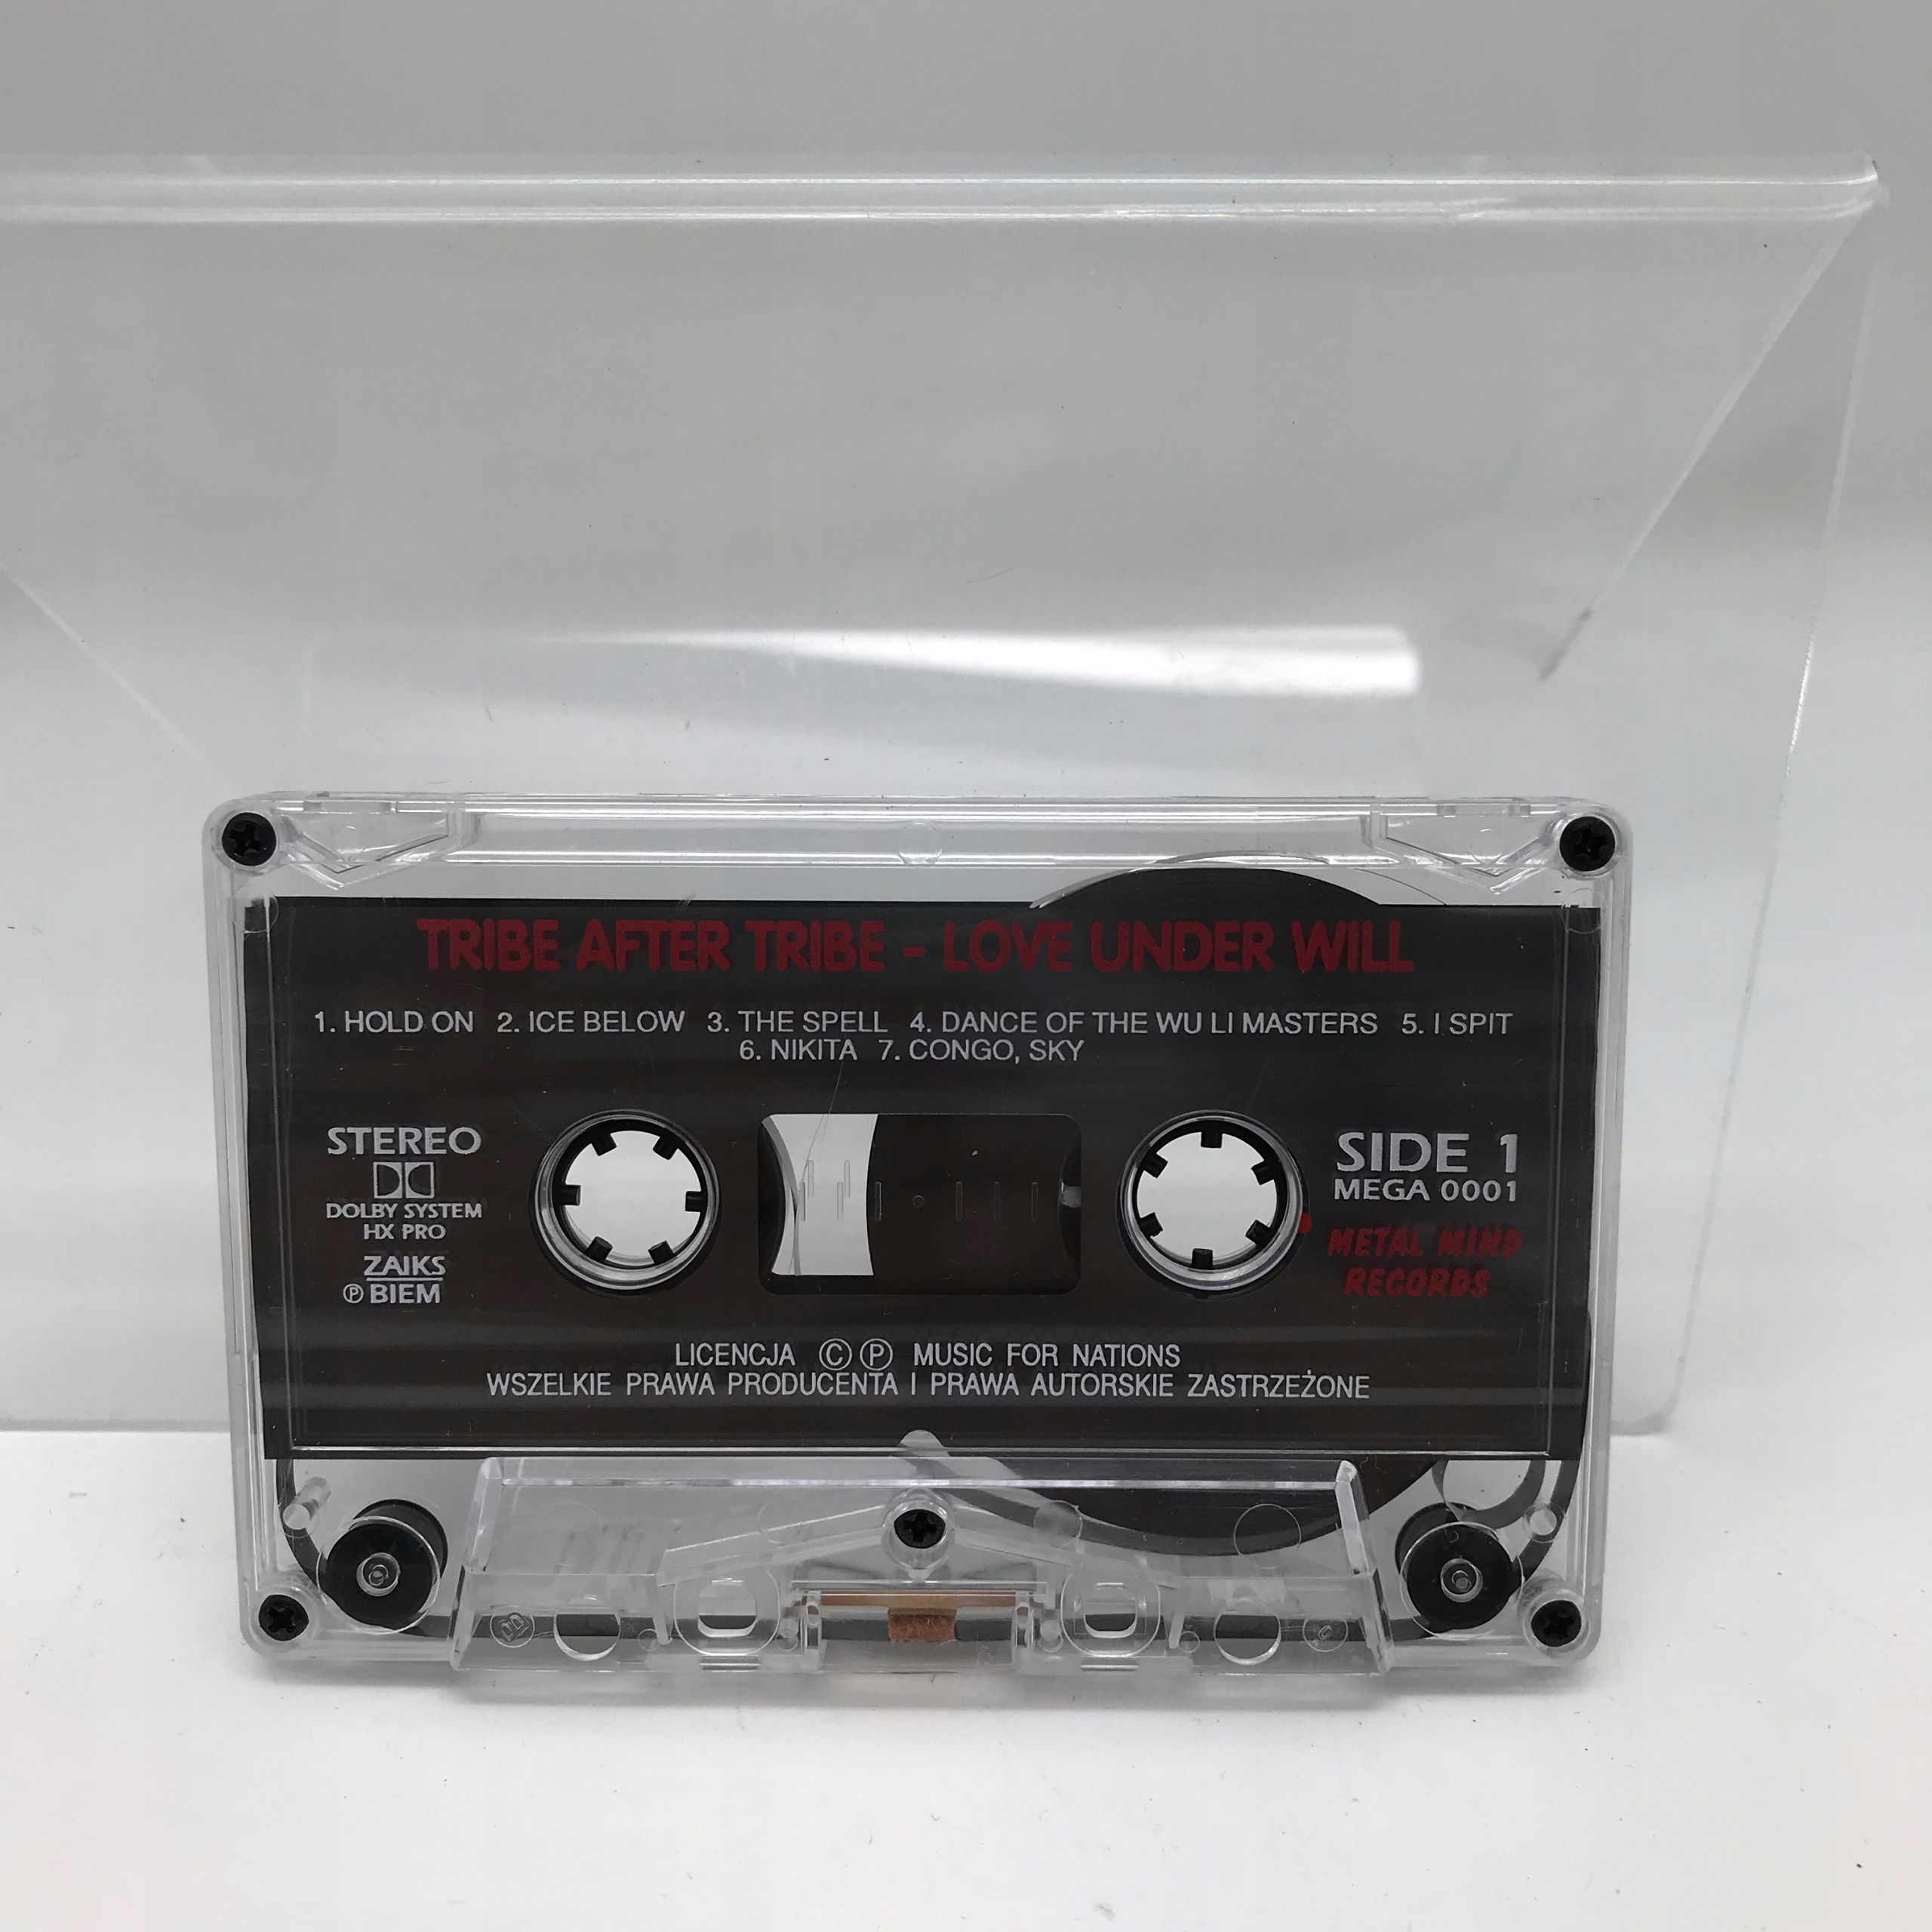 TRIBE AFTER TRIBE - LOVE UNDER WILL
1. HOLD ON 2. ICE BELOW 3. THE SPELL 4. DANCE OF THE WU LI MASTERS 5. I SPIT
6. NIKITA 7. CONGO, SKY
STEREO
DOLBY SYSTEM
HX PRO
ZAIKS
Ⓟ BIEM
SIDE 1
MEGA 0001
METAL MIND
RECORDS
LICENCJA Ⓒ Ⓟ MUSIC FOR NATIONS
WSZELKIE PRAWA PRODUCENTA I PRAWA AUTORSKIE ZASTRZEŻONE